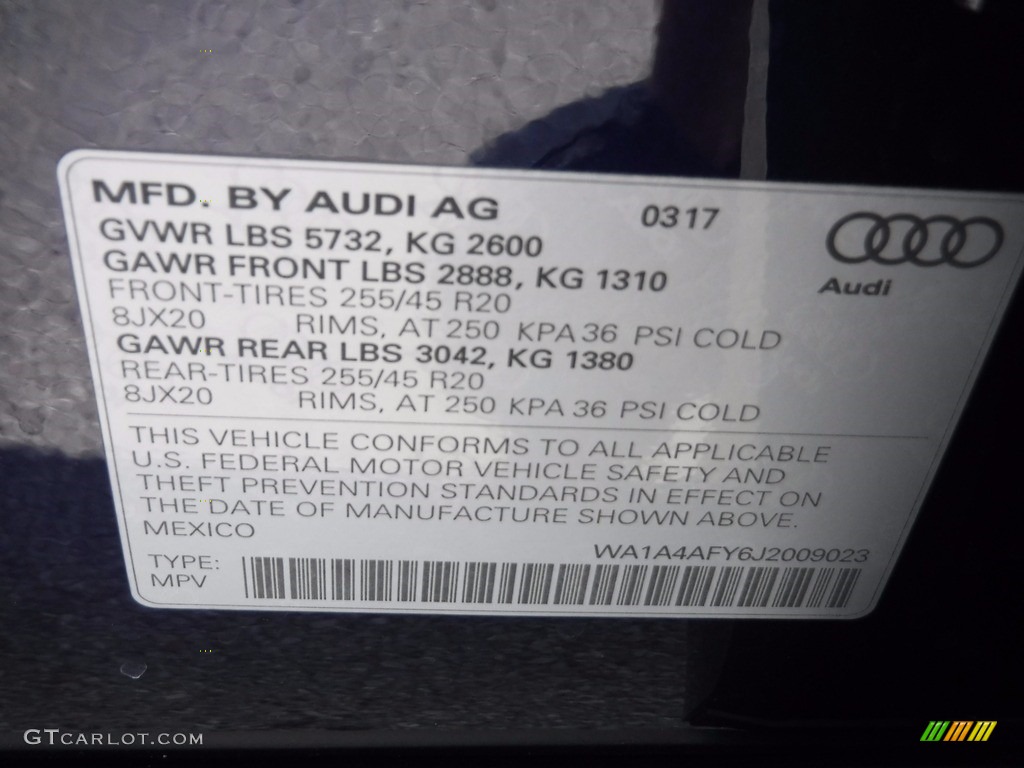 MFD. BY AUDI AG 0317
GVWR LBS 5732, KG 2600
GAWR FRONT LBS 2888, KG 1310
Audi
FRONT-TIRES 255/45 R20
8JX20 RIMS, AT 250 KPA 36 PSI COLD
GAWR REAR LBS 3042, KG 1380
REAR-TIRES 255/45 R20
8JX20 RIMS, AT 250 KPA 36 PSI COLD
THIS VEHICLE CONFORMS TO ALL APPLICABLE
U.S. FEDERAL MOTOR VEHICLE SAFETY AND
THEFT PREVENTION STANDARDS IN EFFECT ON
THE DATE OF MANUFACTURE SHOWN ABOVE.
MEXICO
WA1A4AFY6J2009023
TYPE:
MPV
GTCARLOT.COM